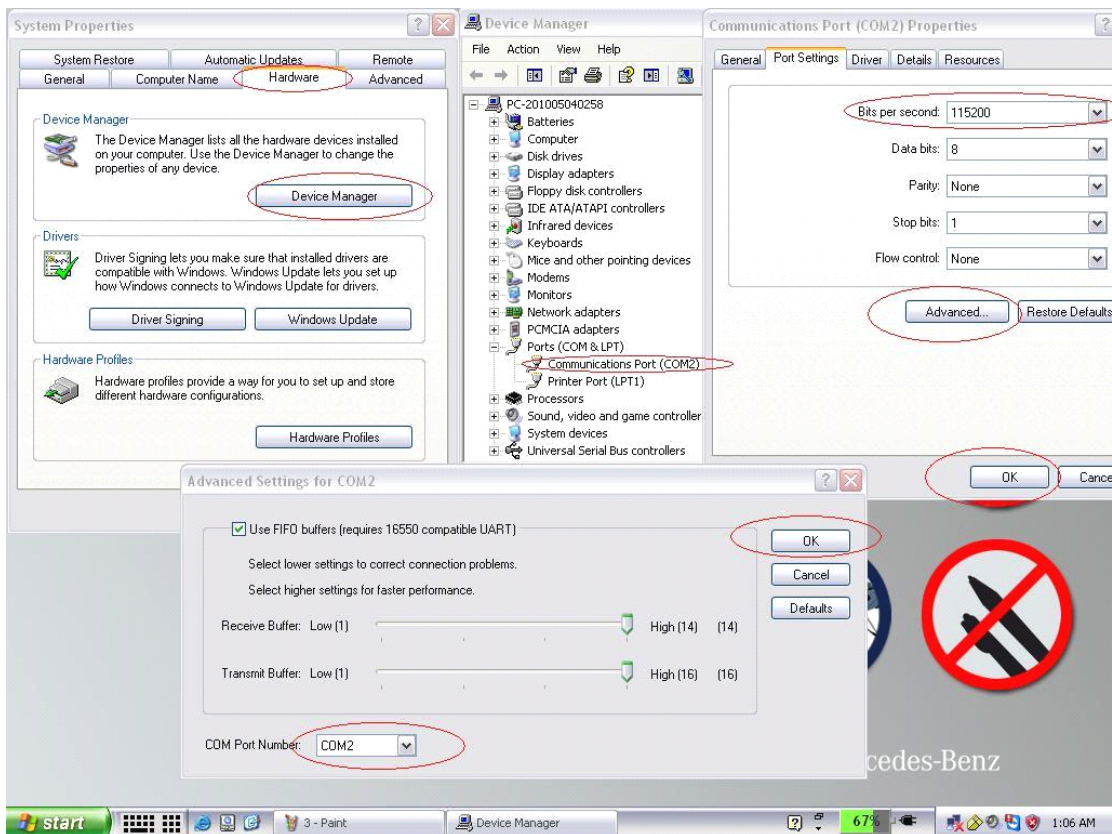 System Properties
System Restore
Automatic Updates
Remote
General
Computer Name
Hardware
Advanced
Device Manager
The Device Manager lists all the hardware devices installed
on your computer. Use the Device Manager to change the
properties of any device.
Device Manager
Drivers
Driver Signing lets you make sure that installed drivers are
compatible with Windows. Windows Update lets you set up
how Windows connects to Windows Update for drivers.
Driver Signing
Windows Update
Hardware Profiles
Hardware profiles provide a way for you to set up and store
different hardware configurations.
Hardware Profiles
Device Manager
File Action View Help
PC-201005040258
Batteries
Computer
Disk drives
Display adapters
Floppy disk controllers
IDE ATA/ATAPI controllers
Infrared devices
Keyboards
Mice and other pointing devices
Modems
Monitors
Network adapters
PCMCIA adapters
Ports (COM & LPT)
Communications Port (COM2)
Printer Port (LPT1)
Processors
Sound, video and game controller
System devices
Universal Serial Bus controllers
Communications Port (COM2) Properties
General Port Settings Driver Details Resources
Bits per second: 115200
Data bits: 8
Parity: None
Stop bits: 1
Flow control: None
Advanced...
Restore Defaults
OK
Cance
Advanced Settings for COM2
Use FIFO buffers (requires 16550 compatible UART)
Select lower settings to correct connection problems.
Select higher settings for faster performance.
Receive Buffer: Low (1) High (14) (14)
Transmit Buffer: Low (1) High (16) (16)
COM Port Number: COM2
OK
Cancel
Defaults
cedes-Benz
start
3 - Paint
Device Manager
67%
1:06 AM